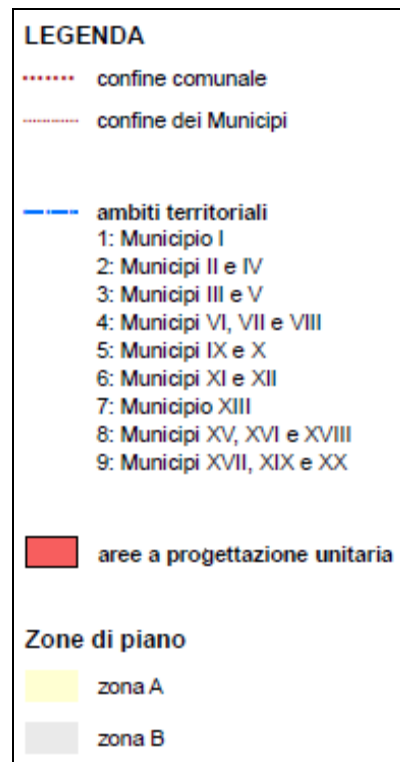 LEGENDA
confine comunale
confine dei Municipi
ambiti territoriali
1: Municipio I
2: Municipi II e IV
3: Municipi III e V
4: Municipi VI, VII e VIII
5: Municipi IX e X
6: Municipi XI e XII
7: Municipio XIII
8: Municipi XV, XVI e XVIII
9: Municipi XVII, XIX e XX
aree a progettazione unitaria
Zone di piano
zona A
zona B